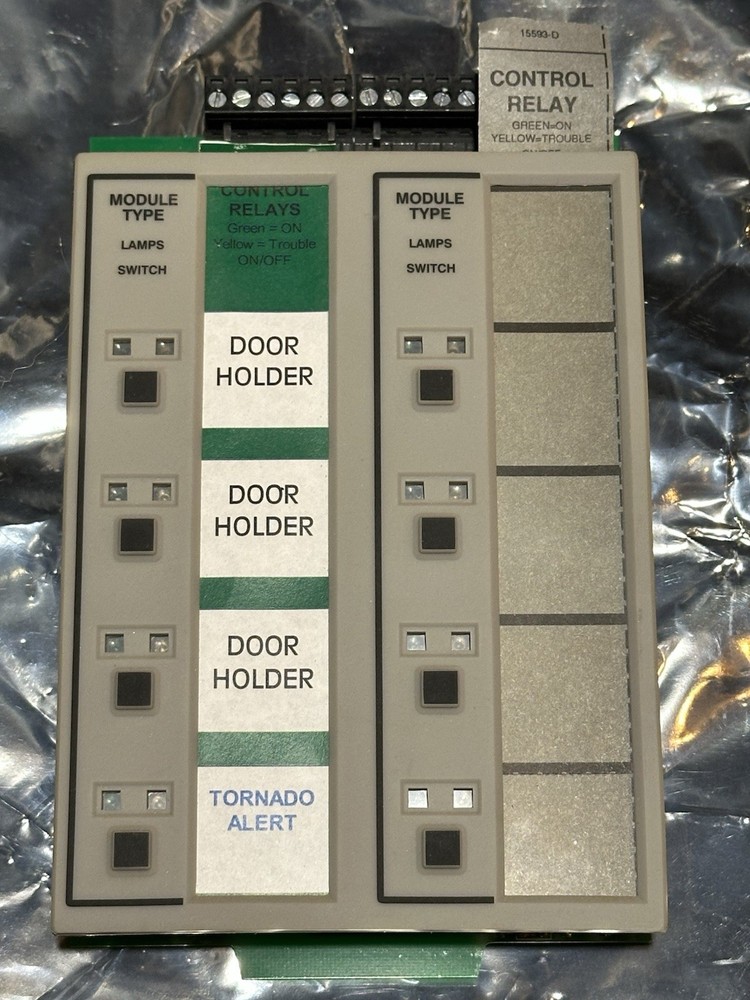 15593-D
CONTROL
RELAY
GREEN=ON
YELLOW=TROUBLE
MODULE
TYPE
LAMPS
SWITCH
CONTROL
RELAYS
Green = ON
Yellow = Trouble
ON/OFF
DOOR
HOLDER
DOOR
HOLDER
DOOR
HOLDER
TORNADO
ALERT
MODULE
TYPE
LAMPS
SWITCH